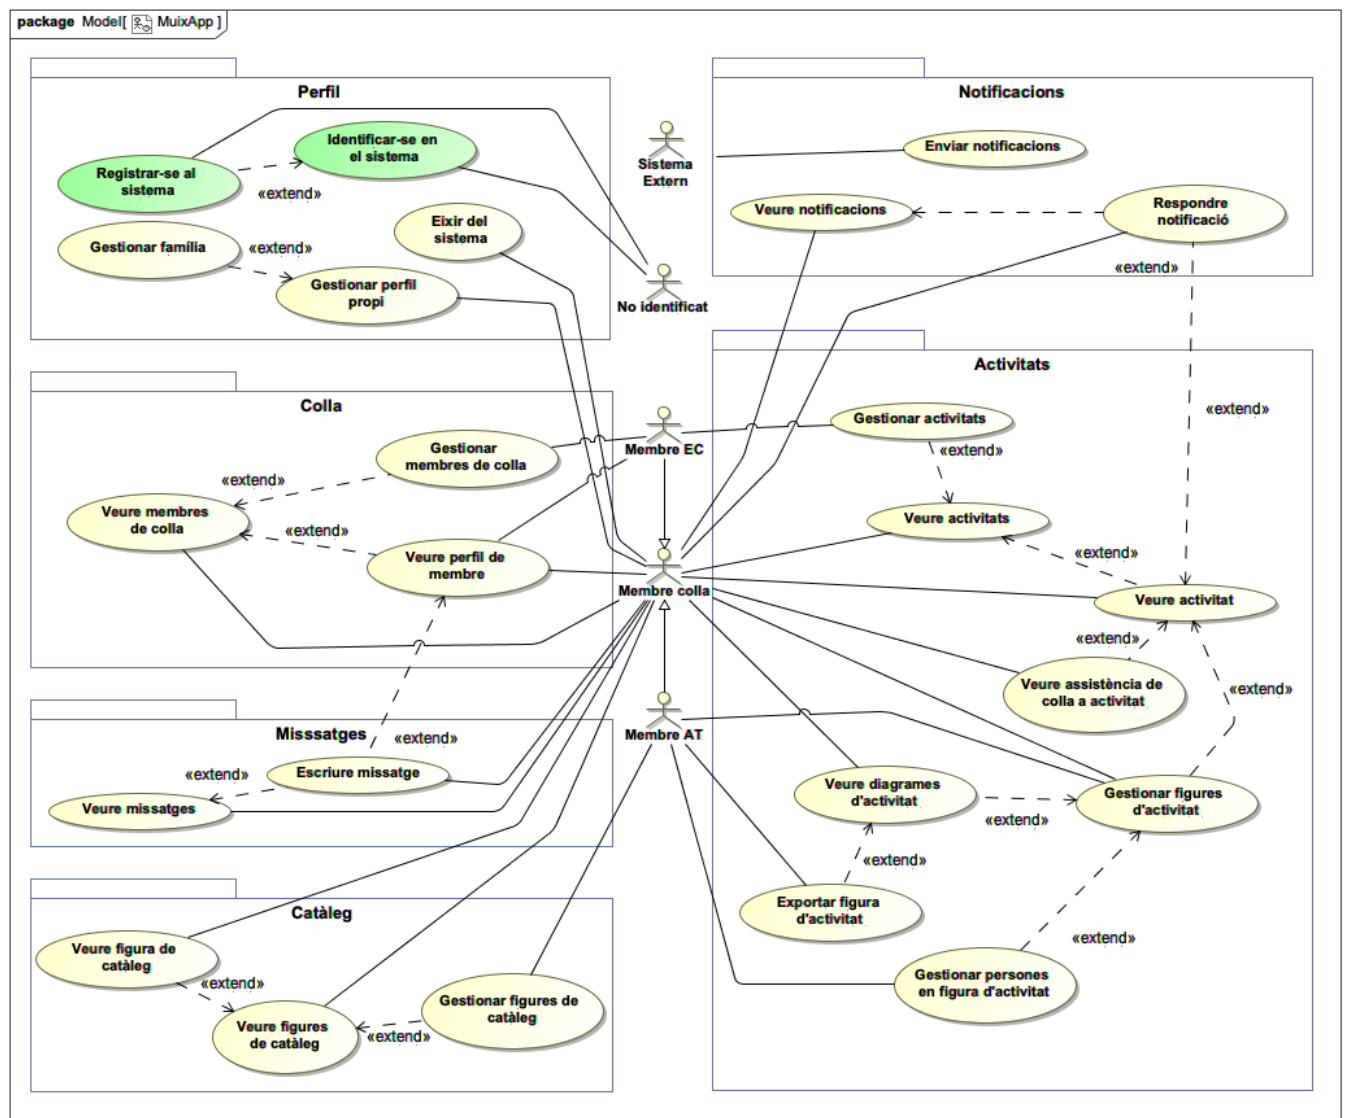 package Model[ MuixApp ]
Perfil
Identificar-se en
el sistema
Registrar-se al
sistema
«extend»
Eixir del
sistema
Gestionar família
«extend»
Gestionar perfil
propi
Sistema
Extern
No identificat
Notificacions
Enviar notificacions
Veure notificacions
Respondre
notificació
«extend»
Colla
Gestionar
membres de colla
«extend»
Veure membres
de colla
«extend»
Veure perfil de
membre
Membre EC
Membre colla
Membre AT
Activitats
Gestionar activitats
«extend»
«extend»
Veure activitats
«extend»
Veure activitat
«extend»
Veure assistència de
colla a activitat
«extend»
Veure diagrames
d'activitat
«extend»
Gestionar figures
d'activitat
«extend»
Exportar figura
d'activitat
«extend»
Gestionar persones
en figura d'activitat
Misssatges
«extend»
Escriure missatge
«extend»
Veure missatges
Catàleg
Veure figura de
catàleg
«extend»
Veure figures
de catàleg
«extend»
Gestionar figures de
catàleg